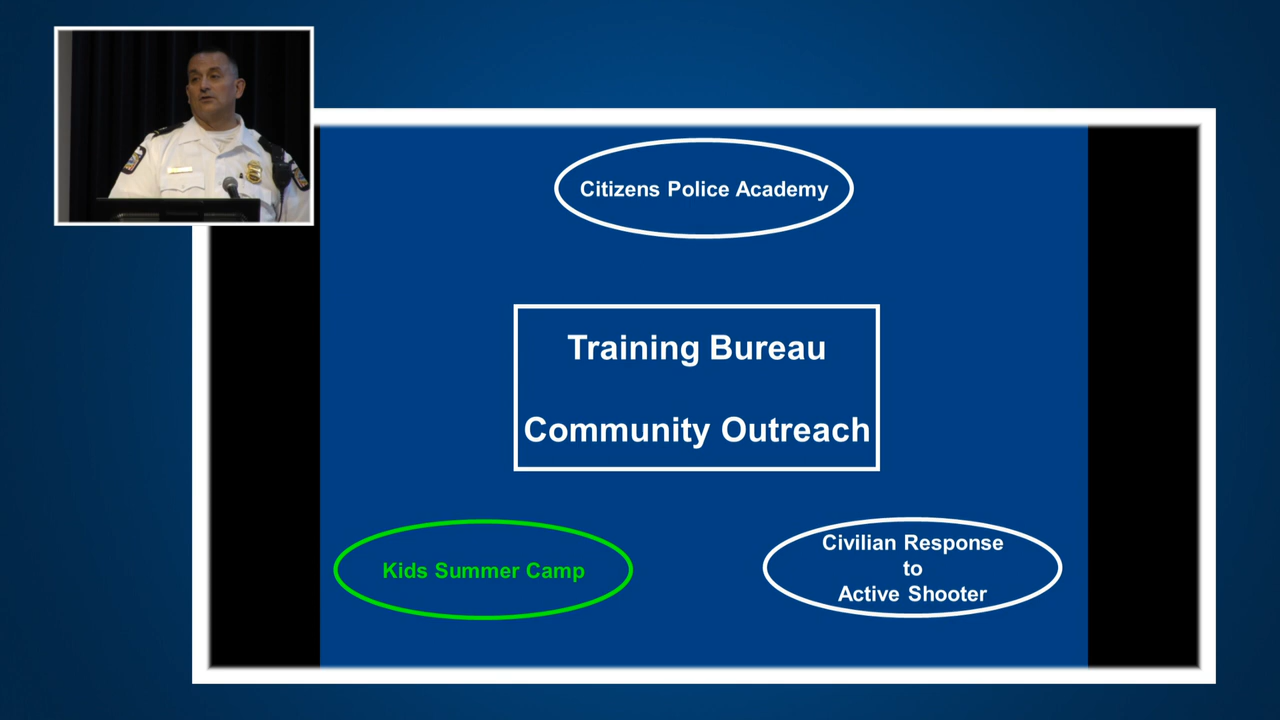 Citizens Police Academy
Training Bureau
Community Outreach
Kids Summer Camp
Civilian Response
to
Active Shooter